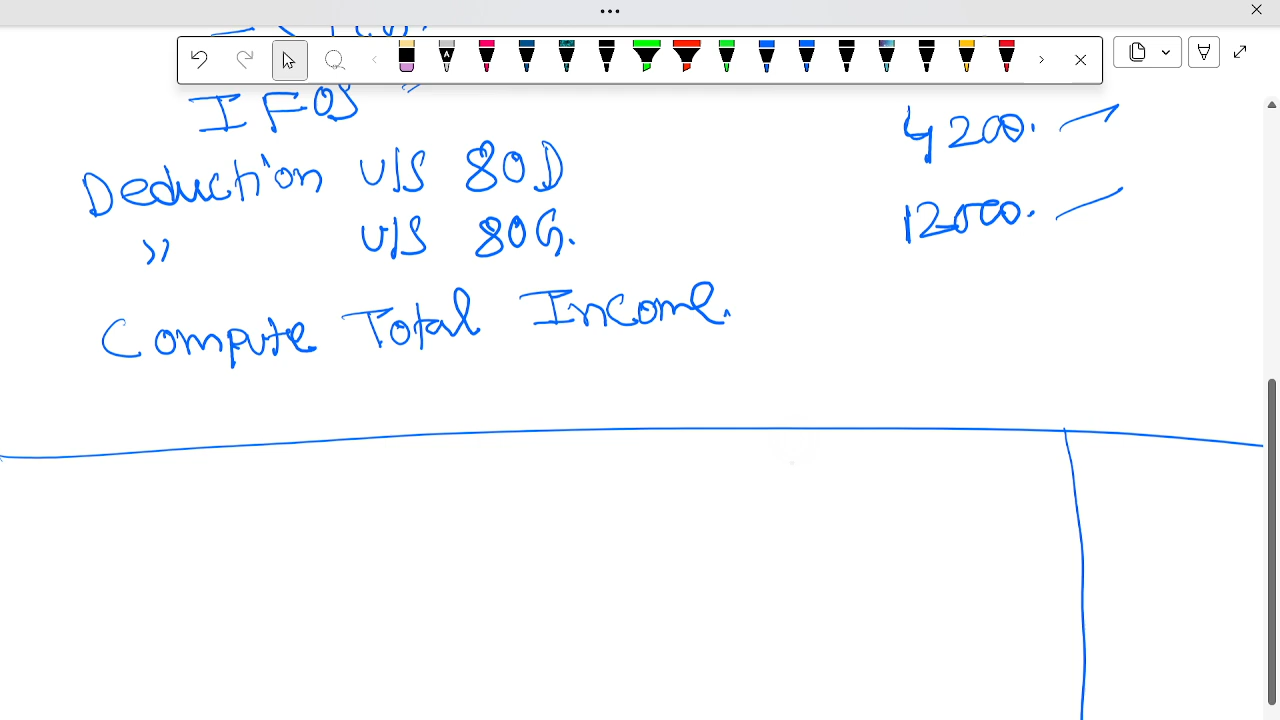 IFOS " 4200.
Deduction U/S 80D 12000.
" U/S 80G.
Compute Total Income.